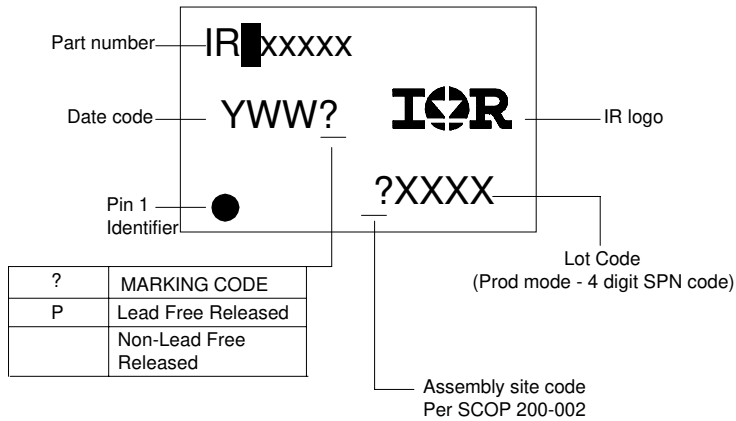 Part number
IR xxxxx
Date code
YWW?
IOR
IR logo
Pin 1
Identifier
?XXXX
Lot Code
(Prod mode - 4 digit SPN code)
? MARKING CODE
P Lead Free Released
Non-Lead Free
Released
Assembly site code
Per SCOP 200-002